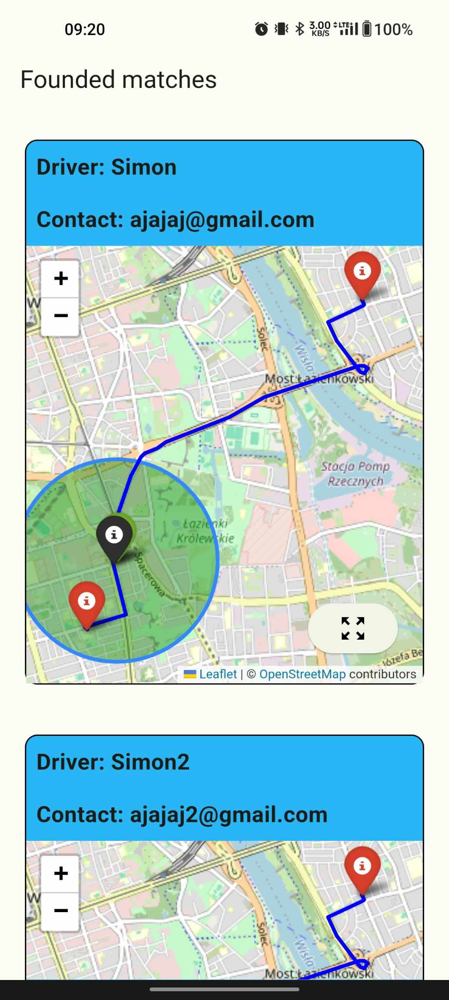 09:20
3.00 KB/S LTE+ 100%
Founded matches
Driver: Simon
Contact: ajajaj@gmail.com
+
W
−
Solec
Wisła
Most Łazienkowski
Stacja Pomp
Rzecznych
Łazienki
Królewskie
Spacerowa
Józefa Be
Leaflet | © OpenStreetMap contributors
Driver: Simon2
Contact: ajajaj2@gmail.com
+
W
−
Solec
Wisła
Most Łazienkowski